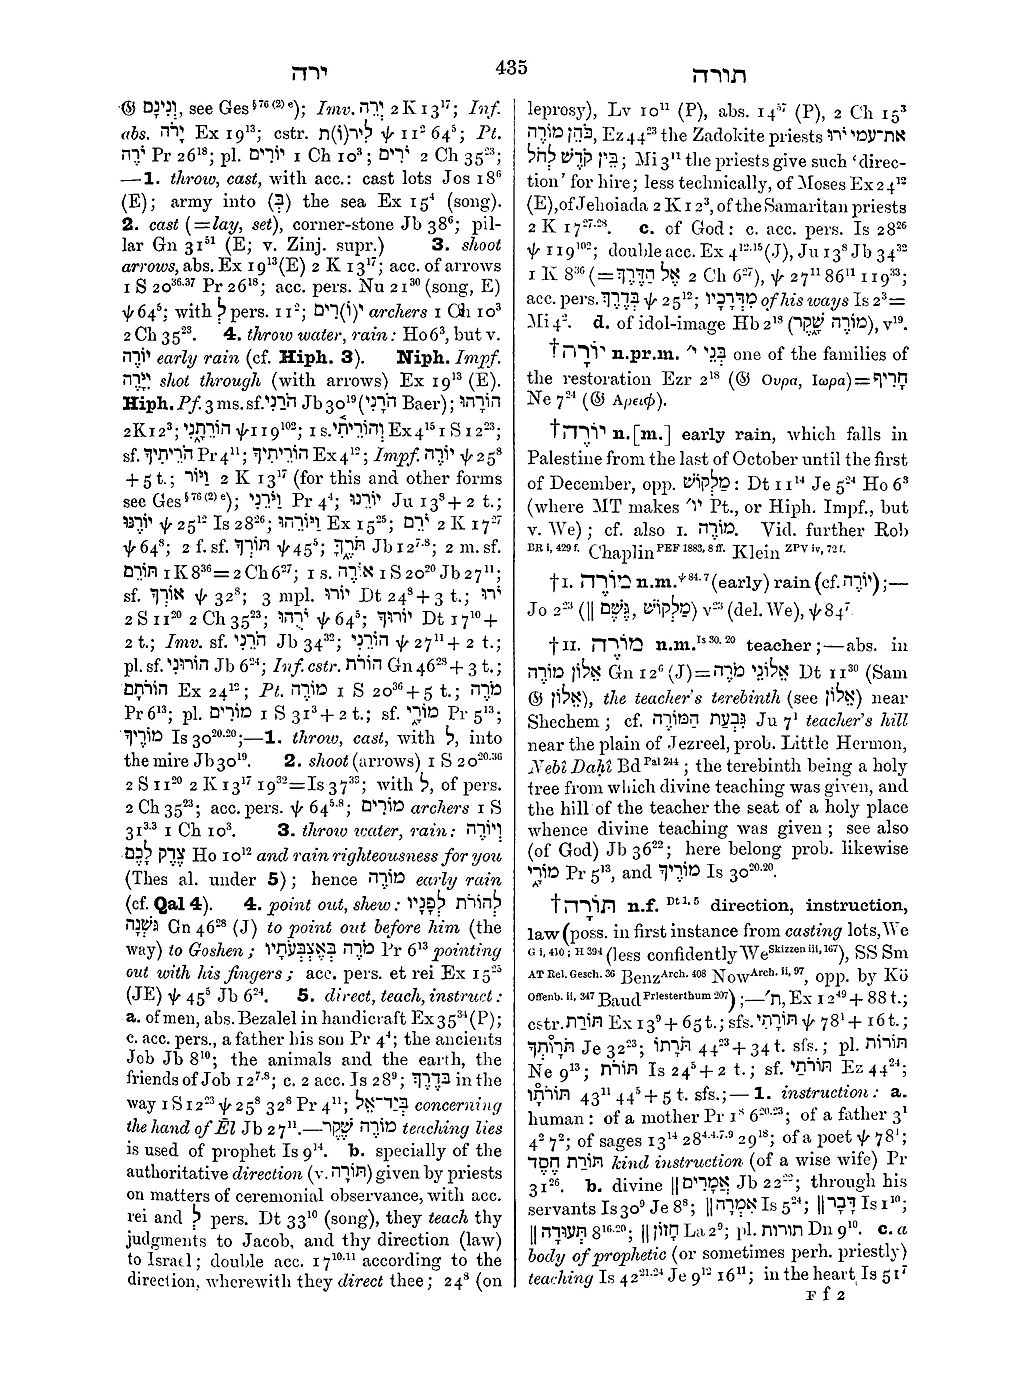 ירה
435
תורה
𝔊 וְנִינָם, see Ges § 76 (2) e); Imv. יְרֵה 2 K 13¹⁷; Inf.
abs. יָרֹה Ex 19¹³; cstr. לִיר(וֹ)ת ψ 11² 64⁵; Pt.
יֹרֶה Pr 26¹⁸; pl. יוֹרִים 1 Ch 10³; יֹרִים 2 Ch 35²³;
—1. throw, cast, with acc.: cast lots Jos 18⁶
(E); army into (בְּ) the sea Ex 15⁴ (song).
2. cast (=lay, set), corner-stone Jb 38⁶; pil-
lar Gn 31⁵¹ (E; v. Zinj. supr.) 3. shoot
arrows, abs. Ex 19¹³(E) 2 K 13¹⁷; acc. of arrows
1 S 20³⁶·³⁷ Pr 26¹⁸; acc. pers. Nu 21³⁰ (song, E)
ψ 64⁵; with לְ pers. 11²; י(וֹ)רִים archers 1 Ch 10³
2 Ch 35²³. 4. throw water, rain: Ho 6³, but v.
יוֹרֶה early rain (cf. Hiph. 3). Niph. Impf.
יִיָּרֶה shot through (with arrows) Ex 19¹³ (E).
Hiph. Pf. 3 ms. sf. הֹרַנִי Jb 30¹⁹ (הֹרָנִי Baer); הוֹרָהוּ
2K12³; הוֹרֵתָנִי ψ119¹⁰²; 1 s. וְהוֹרֵיתִי Ex 4¹⁵ 1 S 12²³;
sf. הֹרֵיתִיךָ Pr 4¹¹; הוֹרֵיתִיךָ Ex 4¹²; Impf. יוֹרֶה ψ 25⁸
+ 5 t.; וַיּוֹר 2 K 13¹⁷ (for this and other forms
see Ges § 76 (2) e); וַיֹּרֵנִי Pr 4⁴; יוֹרֵנוּ Ju 13⁸ + 2 t.;
יוֹרֶנּוּ ψ 25¹² Is 28²⁶; וַיּוֹרֵהוּ Ex 15²⁵; יֹרֵם 2 K 17²⁷
ψ 64⁸; 2 f. sf. תּוֹרְךָ ψ 45⁵; תֹרֶךָּ Jb 12⁷·⁸; 2 m. sf.
תּוֹרֵם 1 K 8³⁶ = 2 Ch 6²⁷; 1 s. אוֹרֶה 1 S 20²⁰ Jb 27¹¹;
sf. אוֹרְךָ ψ 32⁸; 3 mpl. יוֹרוּ Dt 24⁸ + 3 t.; יֹרוּ
2 S 11²⁰ 2 Ch 35²³; יֹרֻהוּ ψ 64⁵; יוֹרוּךָ Dt 17¹⁰ +
2 t.; Imv. sf. הֹרֵנִי Jb 34³²; הוֹרֵנִי ψ 27¹¹ + 2 t.;
pl. sf. הוֹרוּנִי Jb 6²⁴; Inf. cstr. הוֹרֹת Gn 46²⁸ + 3 t.;
הוֹרֹתָם Ex 24¹²; Pt. מוֹרֶה 1 S 20³⁶ + 5 t.; מֹרֶה
Pr 6¹³; pl. מוֹרִים 1 S 31³ + 2 t.; sf. מוֹרָי Pr 5¹³;
מוֹרֶיךָ Is 30²⁰·²⁰;—1. throw, cast, with לְ, into
the mire Jb 30¹⁹. 2. shoot (arrows) 1 S 20²⁰·³⁶
2 S 11²⁰ 2 K 13¹⁷ 19³² = Is 37³³; with לְ, of pers.
2 Ch 35²³; acc. pers. ψ 64⁵·⁸; מוֹרִים archers 1 S
31³·³ 1 Ch 10³. 3. throw water, rain: וְיוֹרֶה
צֶדֶק לָכֶם Ho 10¹² and rain righteousness for you
(Thes al. under 5); hence מוֹרֶה early rain
(cf. Qal 4). 4. point out, shew: לְהוֹרֹת לְפָנָיו
גּשְׁנָה Gn 46²⁸ (J) to point out before him (the
way) to Goshen; מֹרֶה בְּאֶצְבְּעֹתָיו Pr 6¹³ pointing
out with his fingers; acc. pers. et rei Ex 15²⁵
(JE) ψ 45⁵ Jb 6²⁴. 5. direct, teach, instruct:
a. of men, abs. Bezalel in handicraft Ex 35³⁴ (P);
c. acc. pers., a father his son Pr 4⁴; the ancients
Job Jb 8¹⁰; the animals and the earth, the
friends of Job 12⁷·⁸; c. 2 acc. Is 28⁹; בְּדֶרֶךְ in the
way 1 S 12²³ ψ 25⁸ 32⁸ Pr 4¹¹; בְּיַד־אֵל concerning
the hand of Ēl Jb 27¹¹.—מוֹרֶה שֶׁקֶר teaching lies
is used of prophet Is 9¹⁴. b. specially of the
authoritative direction (v. תּוֹרָה) given by priests
on matters of ceremonial observance, with acc.
rei and לְ pers. Dt 33¹⁰ (song), they teach thy
judgments to Jacob, and thy direction (law)
to Israel; double acc. 17¹⁰·¹¹ according to the
direction, wherewith they direct thee; 24⁸ (on
leprosy), Lv 10¹¹ (P), abs. 14⁵⁷ (P), 2 Ch 15³
כֹּהֵן מוֹרֶה, Ez 44²³ the Zadokite priests את־עמי יוֹרוּ
בֵּין קֹדֶשׁ לְחֹל; Mi 3¹¹ the priests give such ‘direc-
tion’ for hire; less technically, of Moses Ex 24¹²
(E), of Jehoiada 2 K 12³, of the Samaritan priests
2 K 17²⁷·²⁸. c. of God: c. acc. pers. Is 28²⁶
ψ 119¹⁰²; double acc. Ex 4¹²·¹⁵ (J), Ju 13⁸ Jb 34³²
1 K 8³⁶ (= אֶל הַדֶּרֶךְ 2 Ch 6²⁷), ψ 27¹¹ 86¹¹ 119³³;
acc. pers. בְּדֶרֶךְ ψ 25¹²; מִדְּרָכָיו of his ways Is 2³ =
Mi 4². d. of idol-image Hb 2¹⁸ (מוֹרֶה שָׁקֶר), v¹⁹.
†יוֹרָה n.pr.m. בְּנֵי י׳ one of the families of
the restoration Ezr 2¹⁸ (𝔊 Ουρα, Ιωρα) = חָרִיף
Ne 7²⁴ (𝔊 Αρειφ).
†יוֹרֶה n.[m.] early rain, which falls in
Palestine from the last of October until the first
of December, opp. מַלְקוֹשׁ: Dt 11¹⁴ Je 5²⁴ Ho 6³
(where MT makes יו׳ Pt., or Hiph. Impf., but
v. We); cf. also I. מוֹרֶה. Vid. further Rob
BR i, 429 f. Chaplin PEF 1883, 8 ff. Klein ZPV iv, 72 f.
†I. מוֹרֶה n.m. ψ 84. 7 (early) rain (cf. יוֹרֶה);—
Jo 2²³ (|| גֶּשֶׁם, מַלְקוֹשׁ) v²³ (del. We), ψ 84⁷
†II. מוֹרֶה n.m. Is 30. 20 teacher;—abs. in
אֵלוֹן מוֹרֶה Gn 12⁶ (J) = אֵלוֹנֵי מֹרֶה Dt 11³⁰ (Sam
𝔊 אֵלוֹן), the teacher's terebinth (see אֵלוֹן) near
Shechem; cf. גִּבְעַת הַמּוֹרֶה Ju 7¹ teacher's hill
near the plain of Jezreel, prob. Little Hermon,
Nebî Daḥî Bd Pal 244; the terebinth being a holy
tree from which divine teaching was given, and
the hill of the teacher the seat of a holy place
whence divine teaching was given; see also
(of God) Jb 36²²; here belong prob. likewise
מוֹרָי Pr 5¹³, and מוֹרֶיךָ Is 30²⁰·²⁰.
†תּוֹרָה n.f. Dt 1, 5 direction, instruction,
law (poss. in first instance from casting lots, We
G i, 410; H 394 (less confidently We Skizzen iii, 167), SS Sm
AT Rel. Gesch. 36 Benz Arch. 408 Now Arch. ii, 97, opp. by Kö
Offenb. ii, 347 Baud Priesterthum 207);—ת׳, Ex 12⁴⁹ + 88 t.;
cstr. תּוֹרַת Ex 13⁹ + 65 t.; sfs. תּוֹרָתִי ψ 78¹ + 16 t.;
תֹּרָוֹתֶךָ Je 32²³; תֹּרָתוֹ 44²³ + 34 t. sfs.; pl. תּוֹרוֹת
Ne 9¹³; תּוֹרֹת Is 24⁵ + 2 t.; sf. תּוֹרֹתַי Ez 44²⁴;
תּוֹרֹתָו 43¹¹ 44⁵ + 5 t. sfs.;—1. instruction: a.
human: of a mother Pr 1⁸ 6²⁰·²³; of a father 3¹
4² 7²; of sages 13¹⁴ 28⁴·⁴·⁷·⁹ 29¹⁸; of a poet ψ 78¹;
תּוֹרַת חֶסֶד kind instruction (of a wise wife) Pr
31²⁶. b. divine || אֲמָרִים Jb 22²²; through his
servants Is 30⁹ Je 8⁸; || אִמְרָה Is 5²⁴; || דָּבָר Is 1¹⁰;
|| תְּעוּדָה 8¹⁶·²⁰; || חָזוֹן La 2⁹; pl. תורות Dn 9¹⁰. c. a
body of prophetic (or sometimes perh. priestly)
teaching Is 42²¹·²⁴ Je 9¹² 16¹¹; in the heart Is 51⁷
F f 2